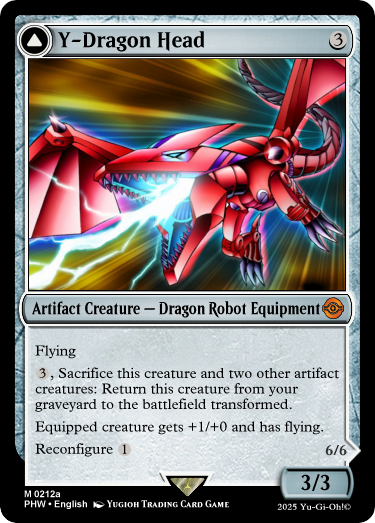 Y-Dragon Head 3
Artifact Creature — Dragon Robot Equipment
Flying
3, Sacrifice this creature and two other artifact
creatures: Return this creature from your
graveyard to the battlefield transformed.
Equipped creature gets +1/+0 and has flying.
Reconfigure 1
6/6
3/3
M 0212a
PHW • English Yugioh Trading Card Game
2025 Yu-Gi-Oh!©